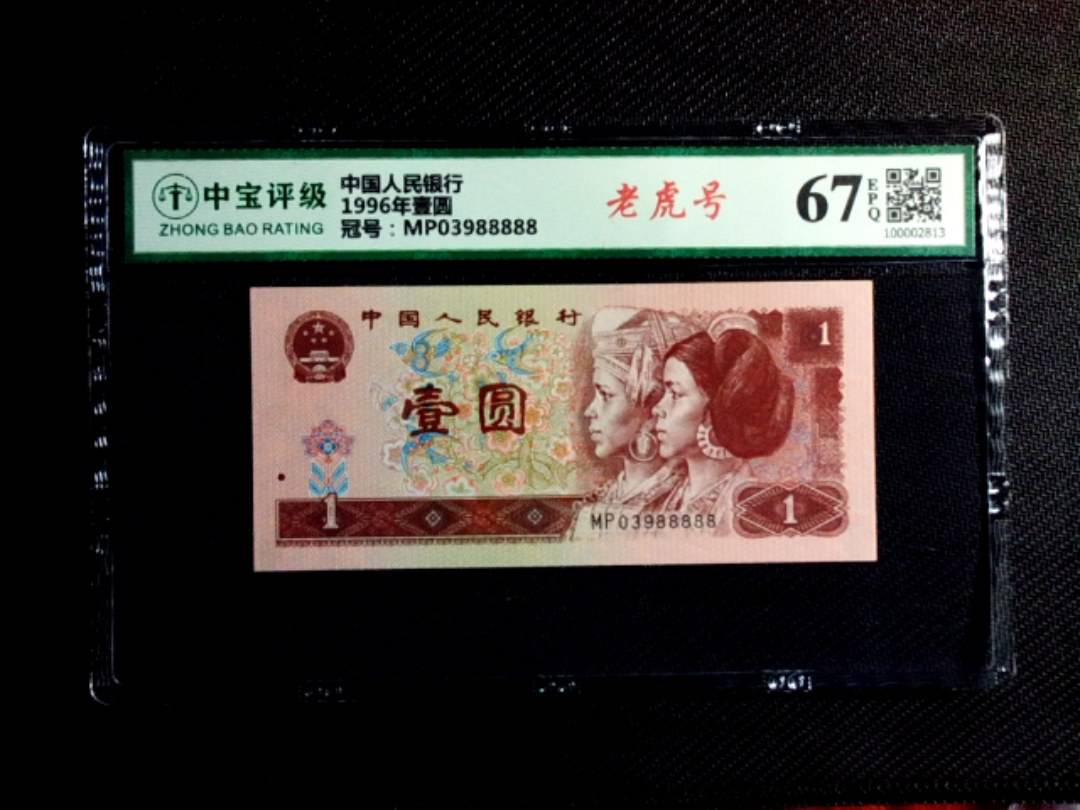 中宝评级
ZHONG BAO RATING
中国人民银行
1996年壹圆
冠号：MP03988888
老虎号
67
EPQ
100002813
中国人民银行
1
壹圆
1
MP03988888
1